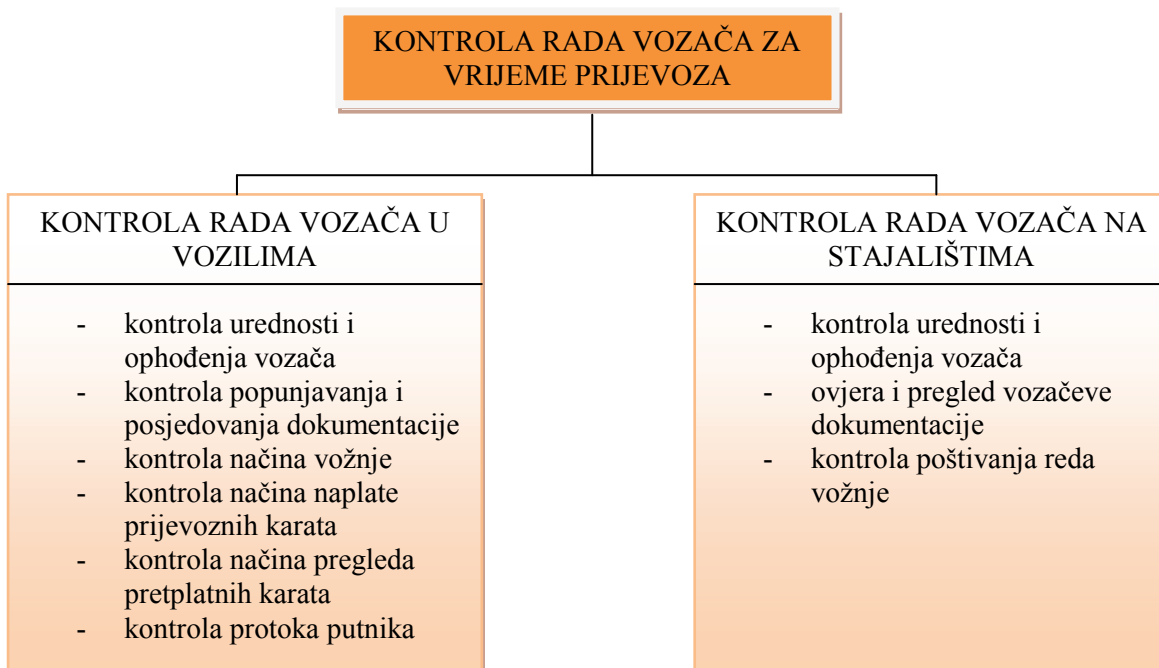 KONTROLA RADA VOZAČA ZA
VRIJEME PRIJEVOZA
KONTROLA RADA VOZAČA U
VOZILIMA
- kontrola urednosti i
ophođenja vozača
- kontrola popunjavanja i
posjedovanja dokumentacije
- kontrola načina vožnje
- kontrola načina naplate
prijevoznih karata
- kontrola načina pregleda
pretplatnih karata
- kontrola protoka putnika
KONTROLA RADA VOZAČA NA
STAJALIŠTIMA
- kontrola urednosti i
ophođenja vozača
- ovjera i pregled vozačeve
dokumentacije
- kontrola poštivanja reda
vožnje